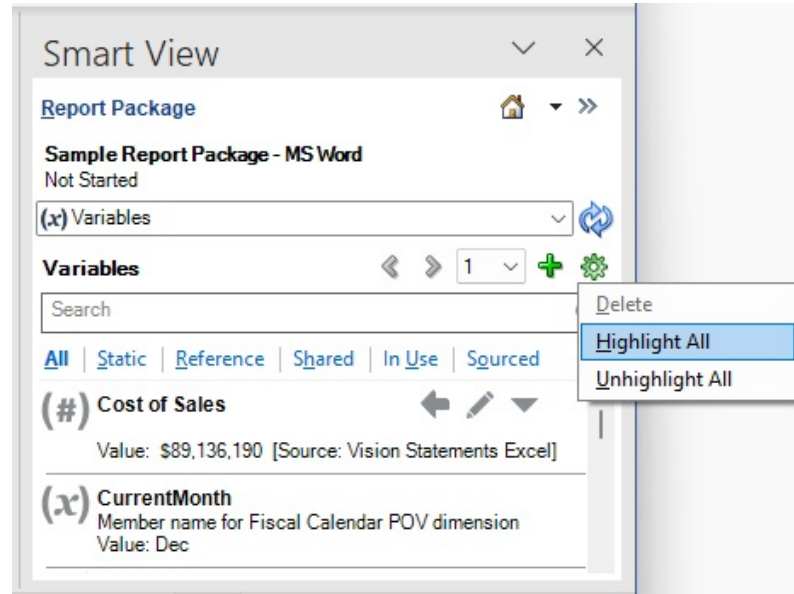 Smart View
Report Package
Sample Report Package - MS Word
Not Started
(x) Variables
Variables 1
Search
Delete
Highlight All
Unhighlight All
All | Static | Reference | Shared | In Use | Sourced
(#) Cost of Sales
Value: $89,136,190 [Source: Vision Statements Excel]
(x) CurrentMonth
Member name for Fiscal Calendar POV dimension
Value: Dec